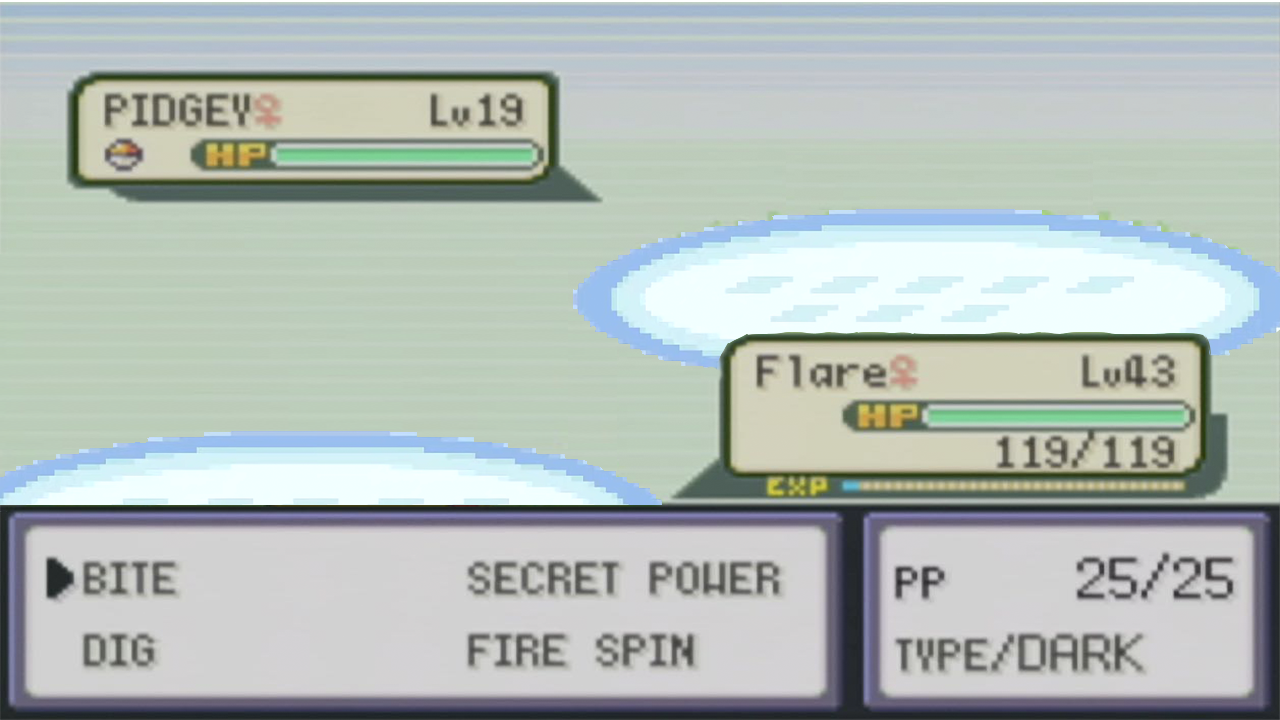 PIDGEY♀ Lv19
HP
Flare♀ Lv43
HP
119/119
EXP
BITE SECRET POWER
DIG FIRE SPIN
PP 25/25
TYPE/DARK